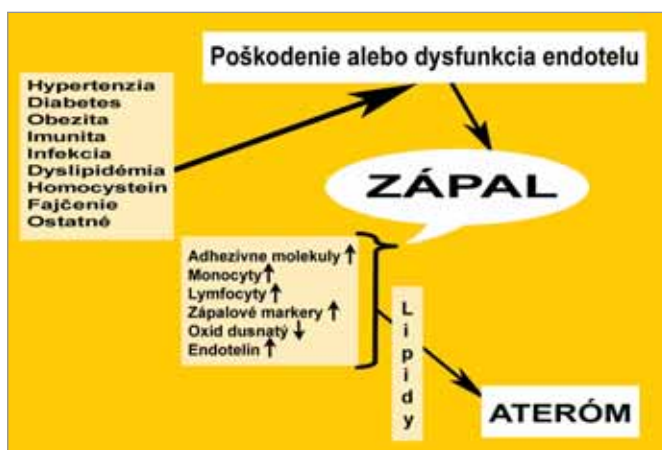 Poškodenie alebo dysfunkcia endotelu
Hypertenzia
Diabetes
Obezita
Imunita
Infekcia
Dyslipidémia
Homocystein
Fajčenie
Ostatné
ZÁPAL
Adhezívne molekuly ↑
Monocyty ↑
Lymfocyty ↑
Zápalové markery ↑
Oxid dusnatý ↓
Endotelín ↑
Lipidy
ATERÓM